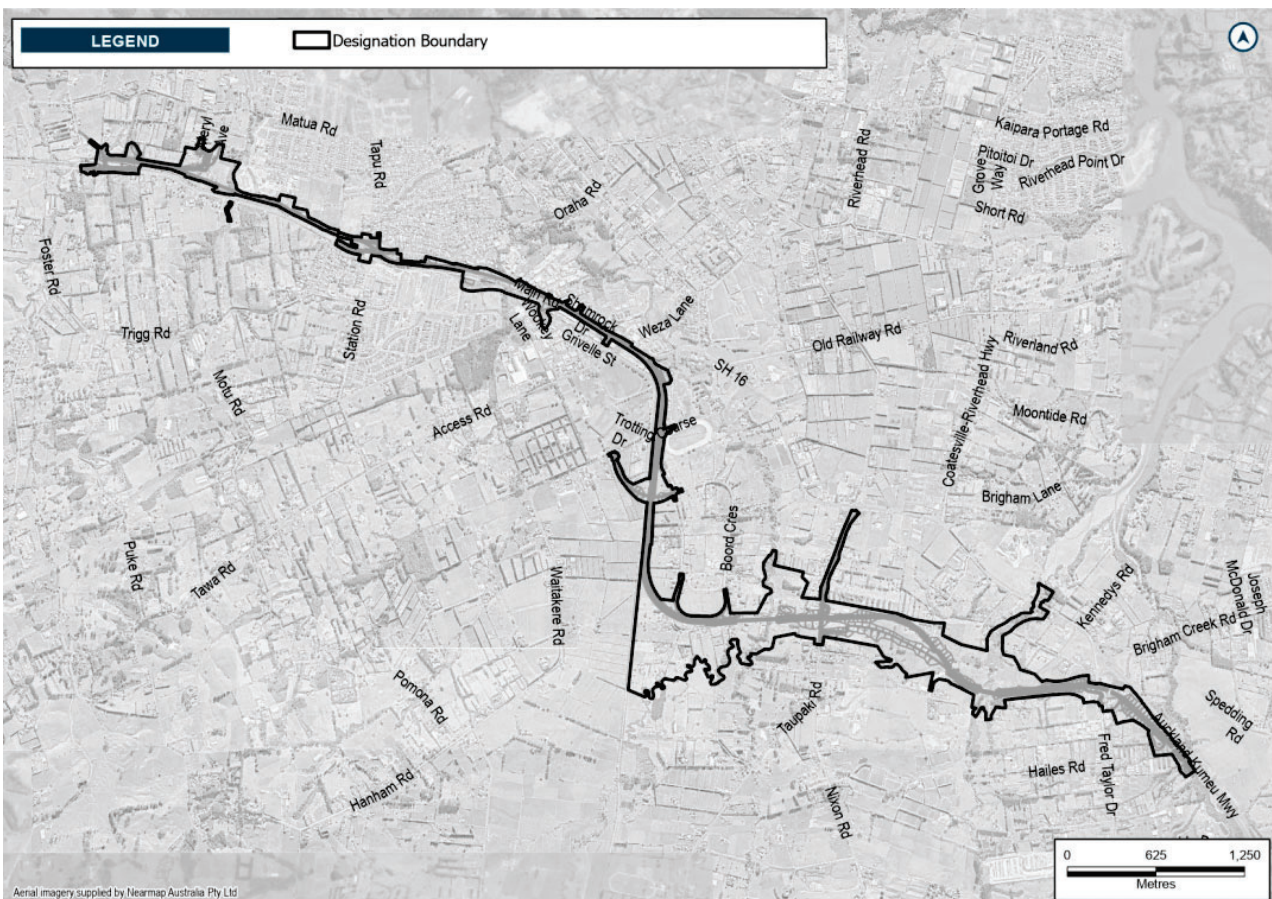 LEGEND
Designation Boundary
Matua Rd
Tapu Rd
Oraha Rd
Riverhead Rd
Kaipara Portage Rd
Pitoitoi Dr
Grove
Way
Riverhead Point Dr
Short Rd
Foster Rd
Trigg Rd
Motu Rd
Station Rd
Main Rd
Shamrock
Dr
Wookey
Lane
Grivelle St
Weza Lane
SH 16
Old Railway Rd
Riverland Rd
Coatesville-Riverhead Hwy
Moontide Rd
Brigham Lane
Access Rd
Trotting Course
Dr
Boord Cres
Puke Rd
Tawa Rd
Waitakere Rd
Kennedys Rd
Joseph
McDonald Dr
Brigham Creek Rd
Pomona Rd
Taupaki Rd
Spedding
Rd
Auckland-Kumeu Mwy
Fred Taylor Dr
Hailes Rd
Hanham Rd
Nixon Rd
0 625 1,250
Metres
Aerial imagery supplied by Nearmap Australia Pty Ltd